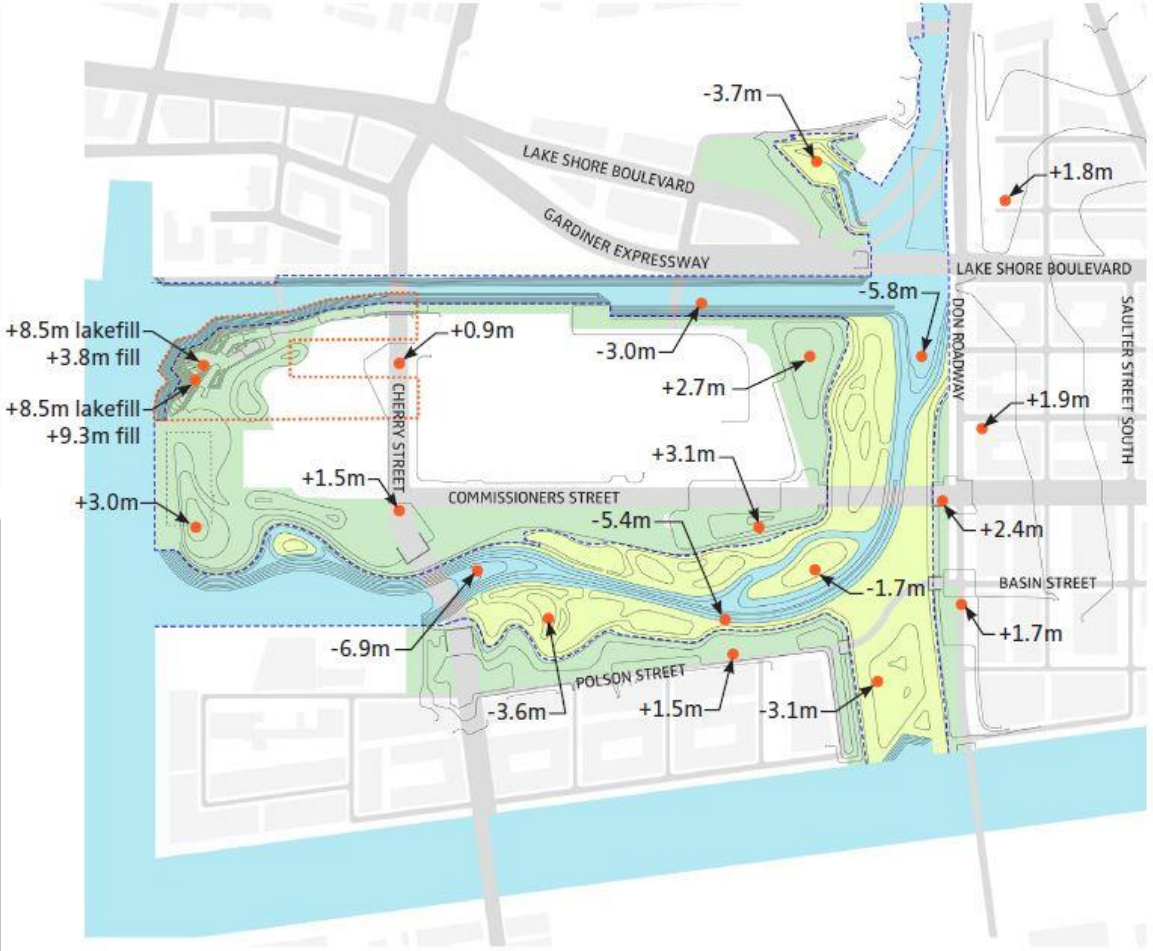 -3.7m
LAKE SHORE BOULEVARD
+1.8m
GARDINER EXPRESSWAY
LAKE SHORE BOULEVARD
-5.8m
+8.5m lakefill
+3.8m fill
+0.9m
-3.0m
DON ROADWAY
SAULTER STREET SOUTH
+2.7m
+8.5m lakefill
+9.3m fill
CHERRY STREET
+1.9m
+3.1m
+1.5m
+3.0m
COMMISSIONERS STREET
-5.4m
+2.4m
-1.7m
BASIN STREET
+1.7m
-6.9m
POLSON STREET
-3.6m
+1.5m
-3.1m